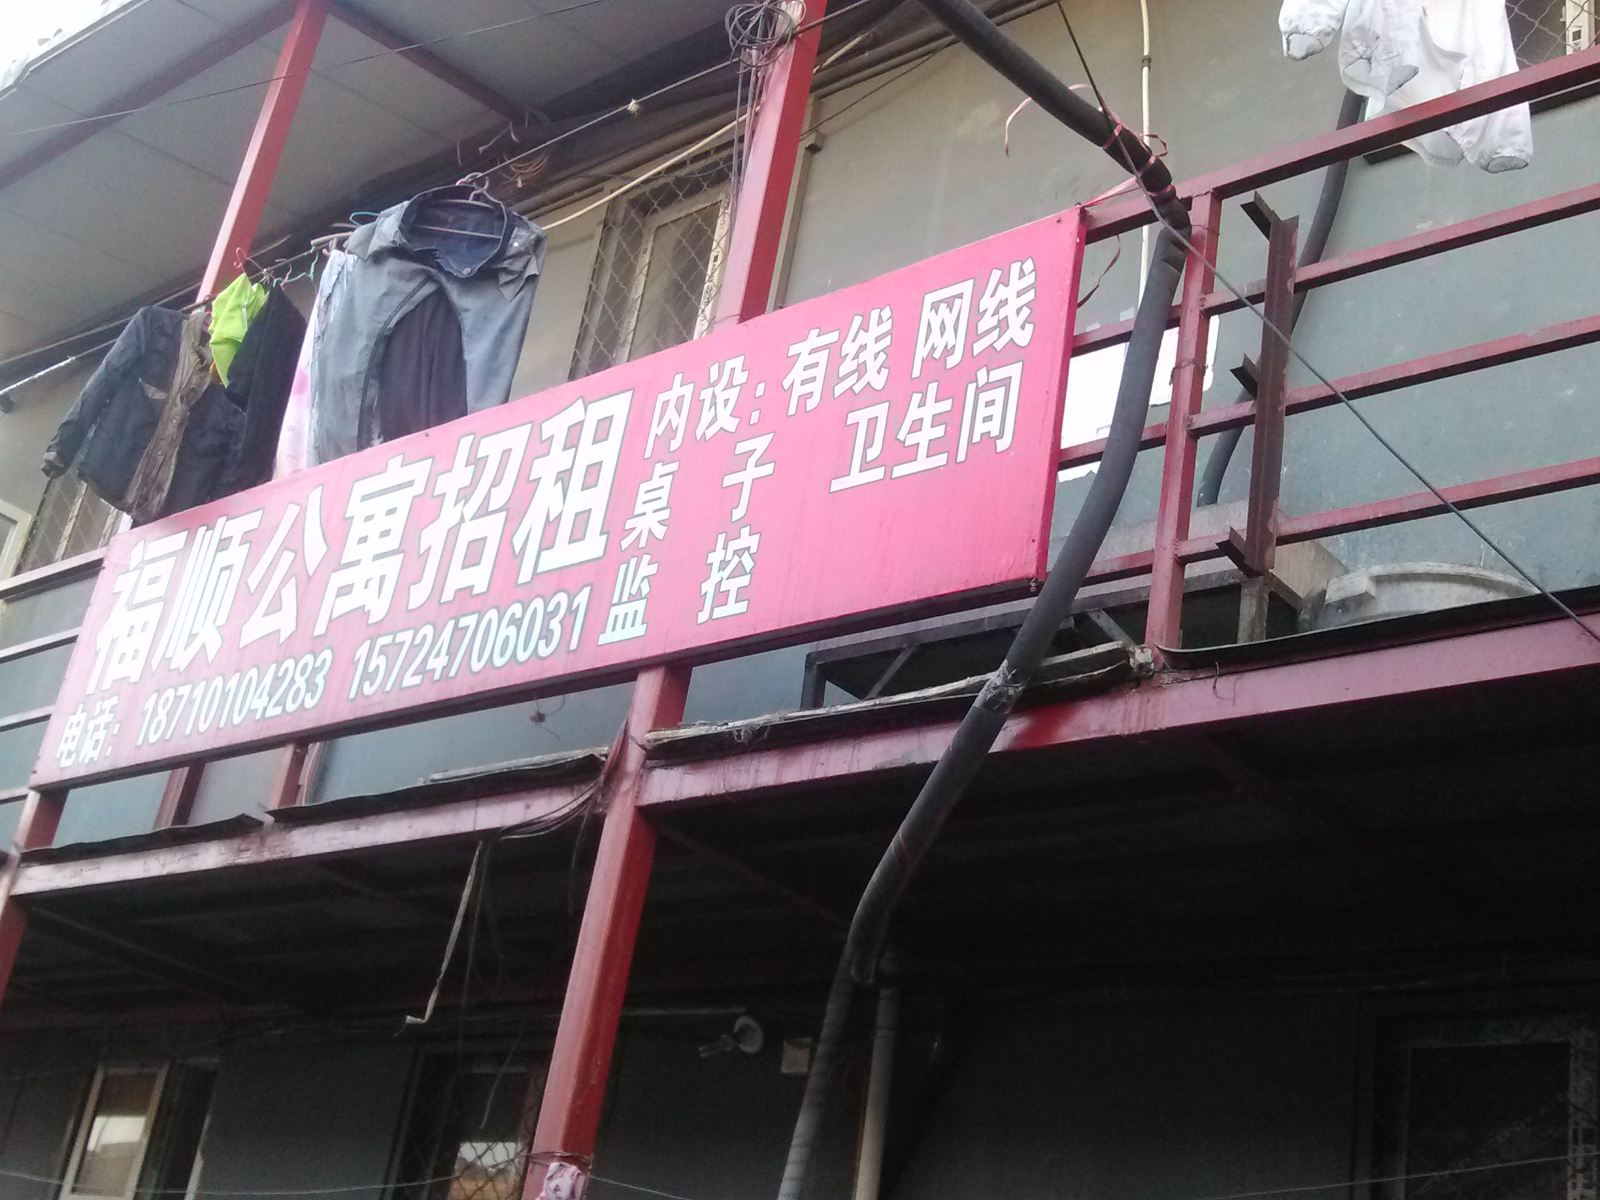 福顺公寓招租
电话：18710104283 15724706031
内设：有线 网线
桌子 卫生间
监控